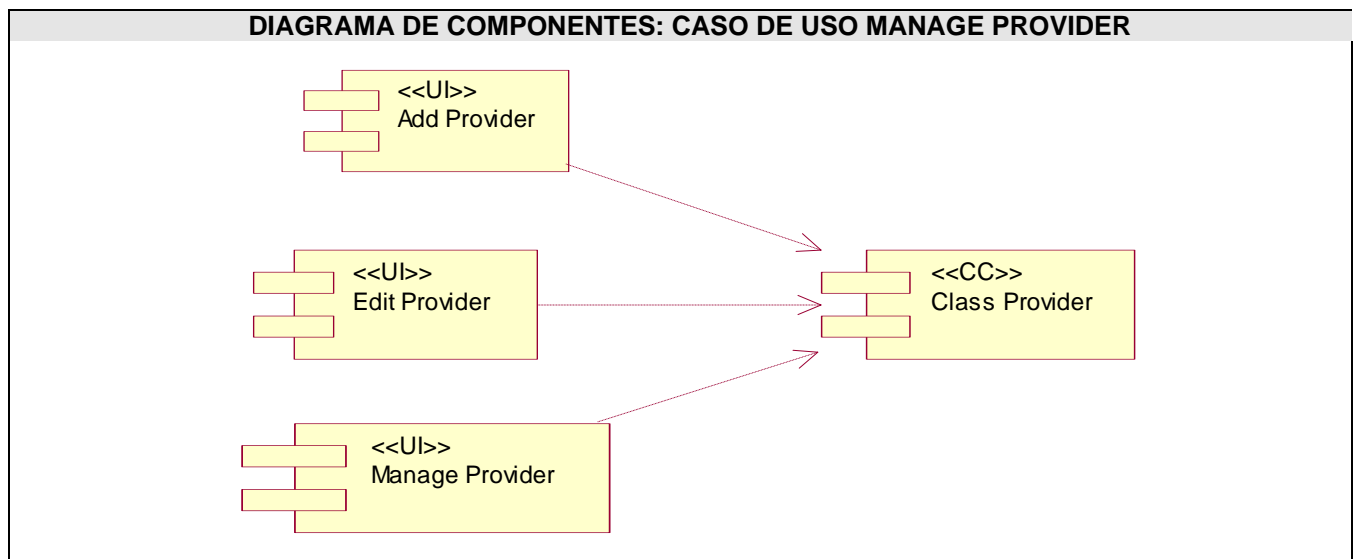 DIAGRAMA DE COMPONENTES: CASO DE USO MANAGE PROVIDER
<<UI>>
Add Provider
<<UI>>
Edit Provider
<<CC>>
Class Provider
<<UI>>
Manage Provider